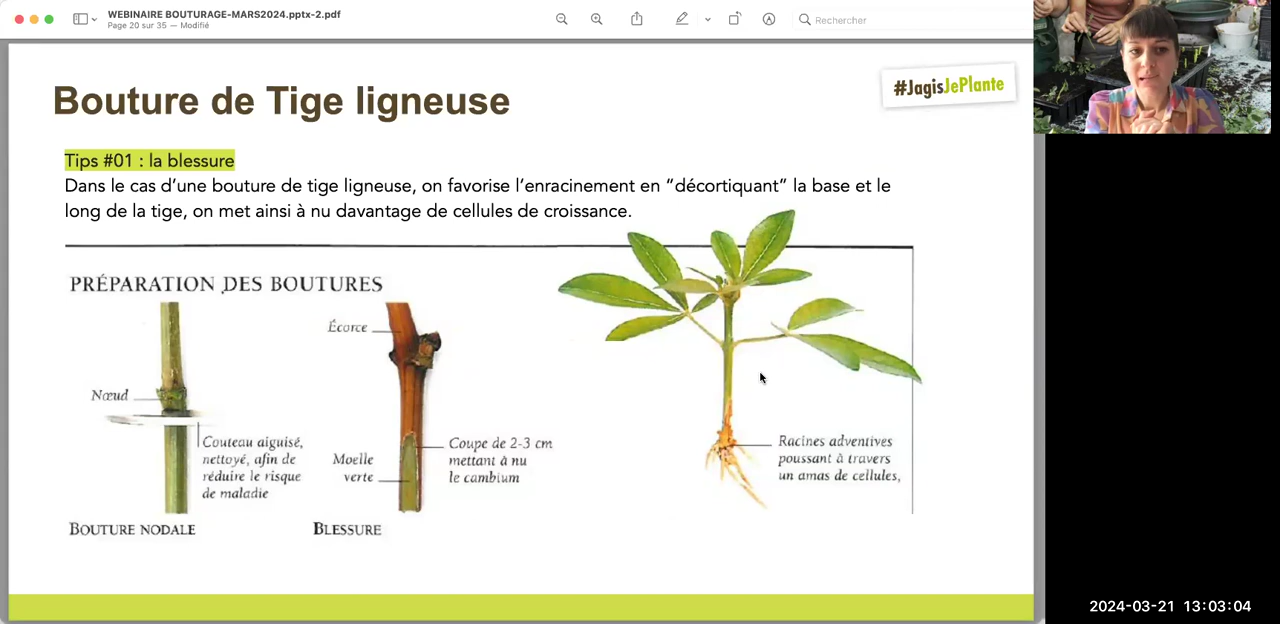 WEBINAIRE BOUTURAGE-MARS2024.pptx-2.pdf
Page 20 sur 35 — Modifié
Rechercher
Bouture de Tige ligneuse
#JagisJePlante
Tips #01 : la blessure
Dans le cas d’une bouture de tige ligneuse, on favorise l’enracinement en “décortiquant” la base et le
long de la tige, on met ainsi à nu davantage de cellules de croissance.
PRÉPARATION DES BOUTURES
Nœud
Couteau aiguisé,
nettoyé, afin de
réduire le risque
de maladie
BOUTURE NODALE
Écorce
Moelle
verte
Coupe de 2-3 cm
mettant à nu
le cambium
BLESSURE
Racines adventives
poussant à travers
un amas de cellules,
2024-03-21 13:03:04